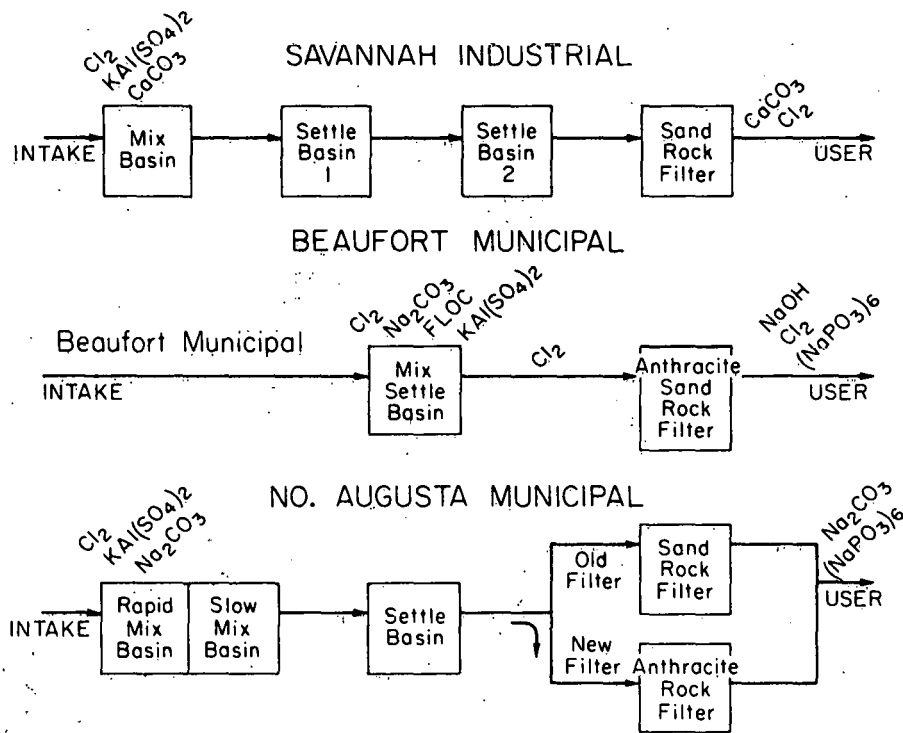 SAVANNAH INDUSTRIAL
Cl2
KAl(SO4)2
CaCO3
INTAKE
Mix
Basin
Settle
Basin
1
Settle
Basin
2
Sand
Rock
Filter
CaCO3
Cl2
USER
BEAUFORT MUNICIPAL
Beaufort Municipal
INTAKE
Cl2
Na2CO3
FLOC
KAl(SO4)2
Mix
Settle
Basin
Cl2
Anthracite
Sand
Rock
Filter
NaOH
Cl2
(NaPO3)6
USER
NO. AUGUSTA MUNICIPAL
Cl2
KAl(SO4)2
Na2CO3
INTAKE
Rapid
Mix
Basin
Slow
Mix
Basin
Settle
Basin
Old
Filter
Sand
Rock
Filter
New
Filter
Anthracite
Rock
Filter
Na2CO3
(NaPO3)6
USER